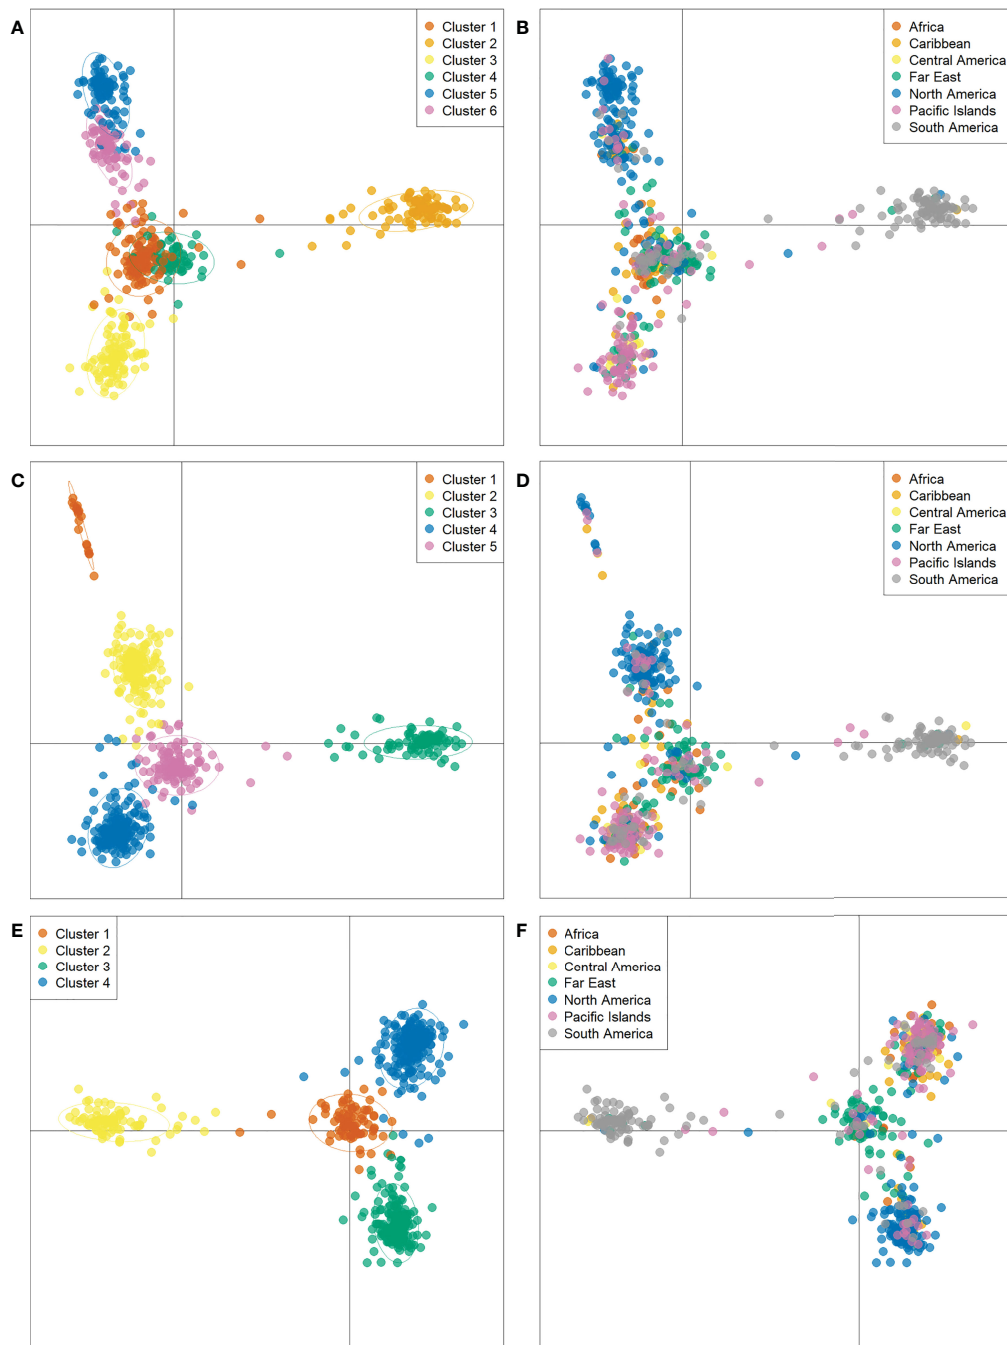 A
Cluster 1
Cluster 2
Cluster 3
Cluster 4
Cluster 5
Cluster 6
B
Africa
Caribbean
Central America
Far East
North America
Pacific Islands
South America
C
Cluster 1
Cluster 2
Cluster 3
Cluster 4
Cluster 5
D
Africa
Caribbean
Central America
Far East
North America
Pacific Islands
South America
E
Cluster 1
Cluster 2
Cluster 3
Cluster 4
F
Africa
Caribbean
Central America
Far East
North America
Pacific Islands
South America